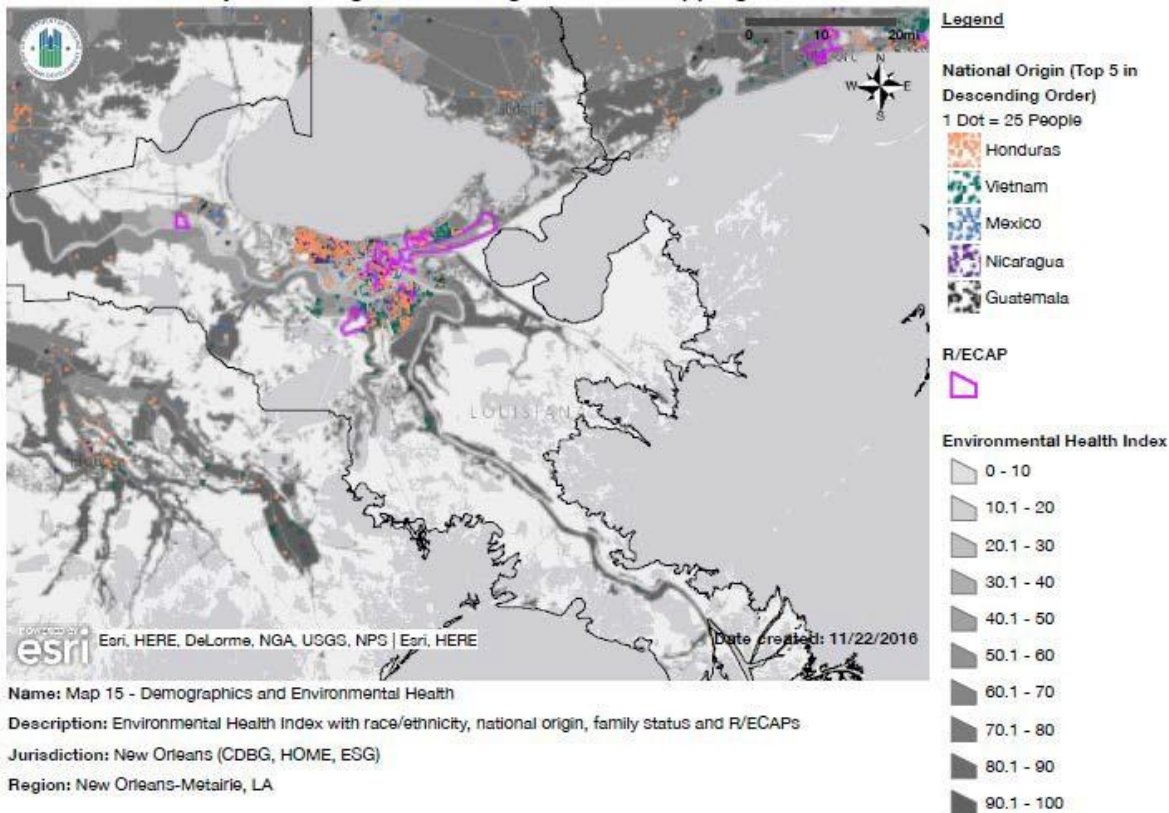 0 10 20mi
N
W E
S
LOUISIANA
POWERED BY
esri
Esri, HERE, DeLorme, NGA, USGS, NPS | Esri, HERE
Date created: 11/22/2016
Name: Map 15 - Demographics and Environmental Health
Description: Environmental Health Index with race/ethnicity, national origin, family status and R/ECAPs
Jurisdiction: New Orleans (CDBG, HOME, ESG)
Region: New Orleans-Metairie, LA
Legend
National Origin (Top 5 in
Descending Order)
1 Dot = 25 People
Honduras
Vietnam
Mexico
Nicaragua
Guatemala
R/ECAP
Environmental Health Index
0 - 10
10.1 - 20
20.1 - 30
30.1 - 40
40.1 - 50
50.1 - 60
60.1 - 70
70.1 - 80
80.1 - 90
90.1 - 100